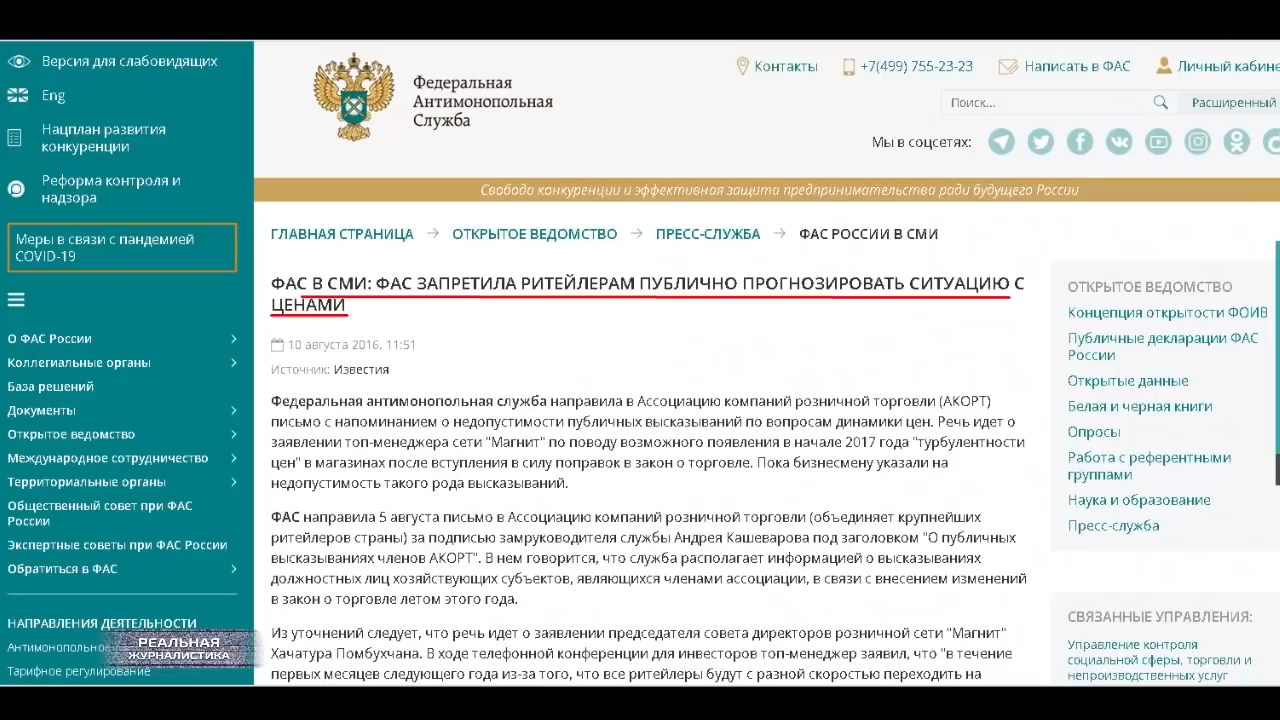 Версия для слабовидящих
Eng
Нацплан развития
конкуренции
Реформа контроля и
надзора
Меры в связи с пандемией
COVID-19
О ФАС России
Коллегиальные органы
База решений
Документы
Открытое ведомство
Международное сотрудничество
Территориальные органы
Общественный совет при ФАС
России
Экспертные советы при ФАС России
Обратиться в ФАС
НАПРАВЛЕНИЯ ДЕЯТЕЛЬНОСТИ
Антимонопольно
Тарифное регулирование
РЕАЛЬНАЯ
ЖУРНАЛИСТИКА
Федеральная
Антимонопольная
Служба
Контакты
+7(499) 755-23-23
Написать в ФАС
Личный кабине
Поиск...
Расширенный
Мы в соцсетях:
Свобода конкуренции и эффективная защита предпринимательства ради будущего России
ГЛАВНАЯ СТРАНИЦА → ОТКРЫТОЕ ВЕДОМСТВО → ПРЕСС-СЛУЖБА → ФАС РОССИИ В СМИ
ФАС В СМИ: ФАС ЗАПРЕТИЛА РИТЕЙЛЕРАМ ПУБЛИЧНО ПРОГНОЗИРОВАТЬ СИТУАЦИЮ С
ЦЕНАМИ
10 августа 2016, 11:51
Источник: Известия
Федеральная антимонопольная служба направила в Ассоциацию компаний розничной торговли (АКОРТ)
письмо с напоминанием о недопустимости публичных высказываний по вопросам динамики цен. Речь идет о
заявлении топ-менеджера сети "Магнит" по поводу возможного появления в начале 2017 года "турбулентности
цен" в магазинах после вступления в силу поправок в закон о торговле. Пока бизнесмену указали на
недопустимость такого рода высказываний.
ФАС направила 5 августа письмо в Ассоциацию компаний розничной торговли (объединяет крупнейших
ритейлеров страны) за подписью замруководителя службы Андрея Кашеварова под заголовком "О публичных
высказываниях членов АКОРТ". В нем говорится, что служба располагает информацией о высказываниях
должностных лиц хозяйствующих субъектов, являющихся членами ассоциации, в связи с внесением изменений
в закон о торговле летом этого года.
Из уточнений следует, что речь идет о заявлении председателя совета директоров розничной сети "Магнит"
Хачатура Помбухчана. В ходе телефонной конференции для инвесторов топ-менеджер заявил, что "в течение
первых месяцев следующего года из-за того, что все ритейлеры будут с разной скоростью переходить на
ОТКРЫТОЕ ВЕДОМСТВО
Концепция открытости ФОИВ
Публичные декларации ФАС
России
Открытые данные
Белая и черная книги
Опросы
Работа с референтными
группами
Наука и образование
Пресс-служба
СВЯЗАННЫЕ УПРАВЛЕНИЯ:
Управление контроля
социальной сферы, торговли и
непроизводственных услуг